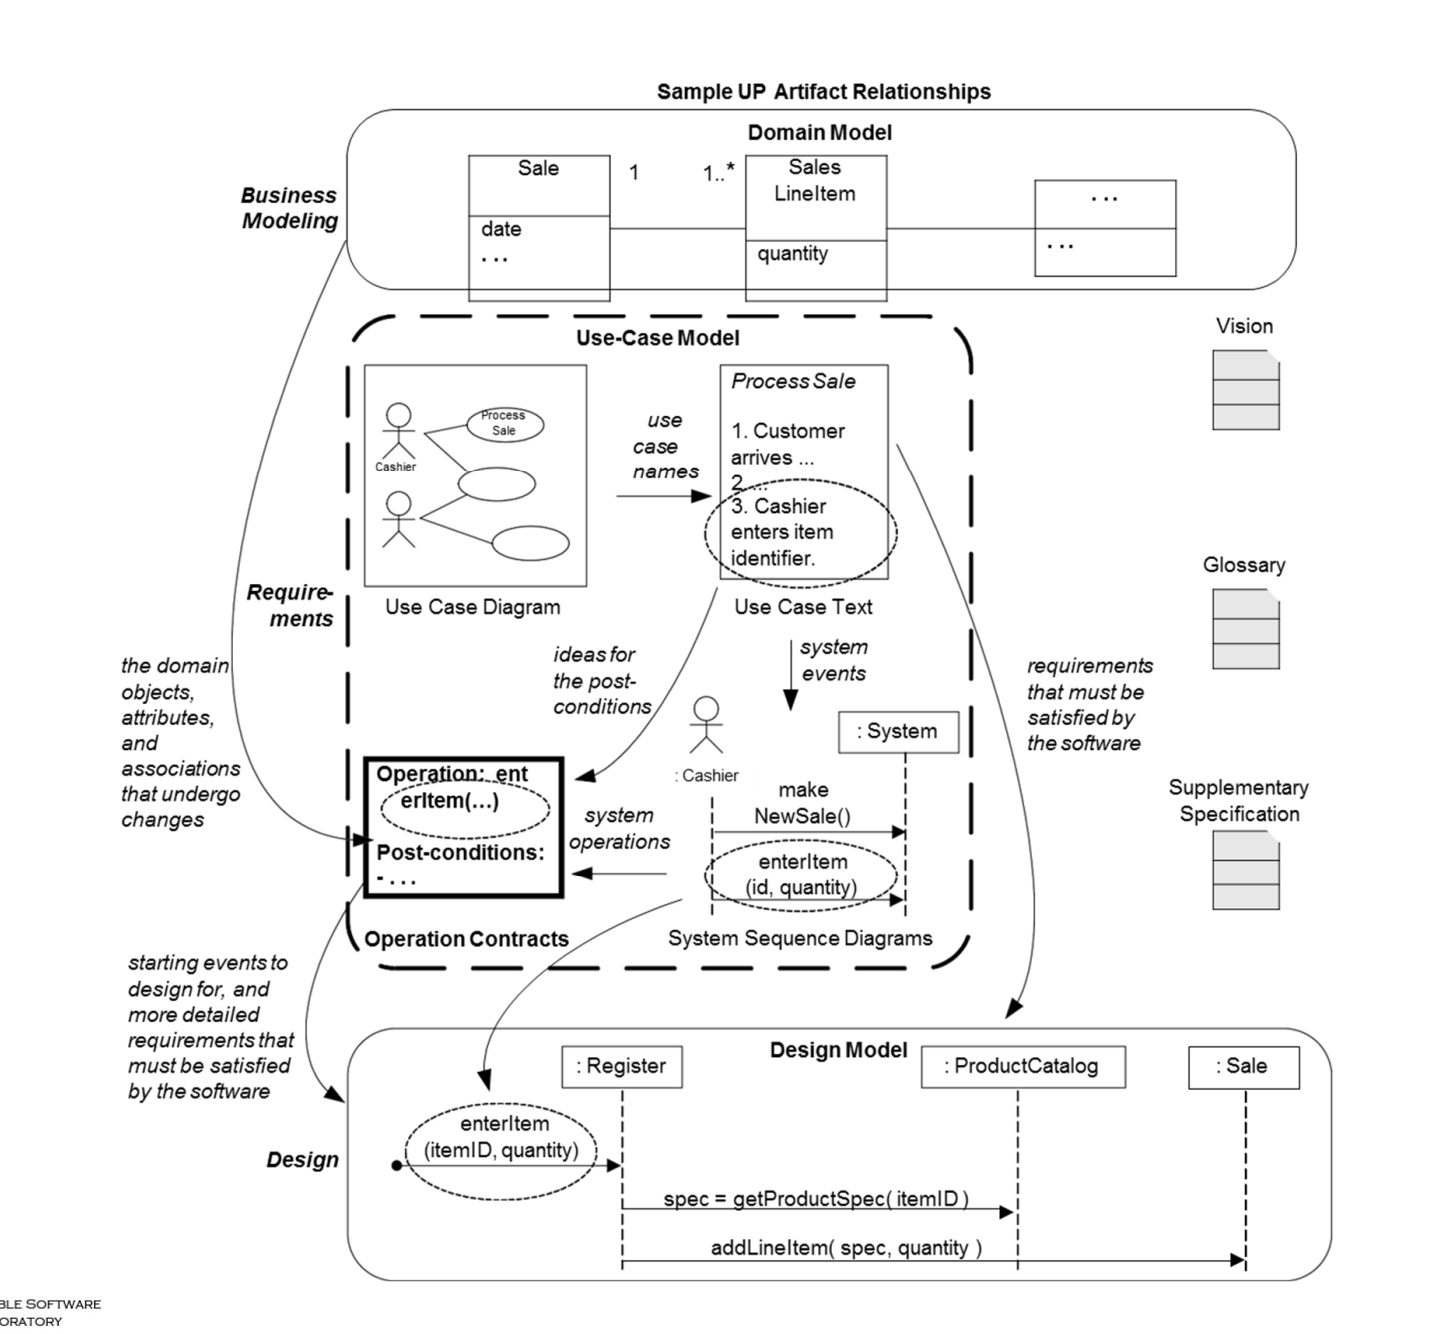 Sample UP Artifact Relationships
Domain Model
Business
Modeling
Sale
1
1..*
Sales
LineItem
. . .
date
. . .
quantity
. . .
Use-Case Model
Vision
Process
Sale
Cashier
use
case
names
Process Sale
1. Customer
arrives ...
2. ...
3. Cashier
enters item
identifier.
Use Case Diagram
Use Case Text
Glossary
Require-
ments
the domain
objects,
attributes,
and
associations
that undergo
changes
ideas for
the post-
conditions
system
events
requirements
that must be
satisfied by
the software
: Cashier
: System
Operation: ent
erItem(...)
Post-conditions:
- . . .
system
operations
make
NewSale()
enterItem
(id, quantity)
Supplementary
Specification
Operation Contracts
System Sequence Diagrams
starting events to
design for, and
more detailed
requirements that
must be satisfied
by the software
Design Model
: Register
: ProductCatalog
: Sale
Design
enterItem
(itemID, quantity)
spec = getProductSpec( itemID )
addLineItem( spec, quantity )
BLE SOFTWARE
ORATORY